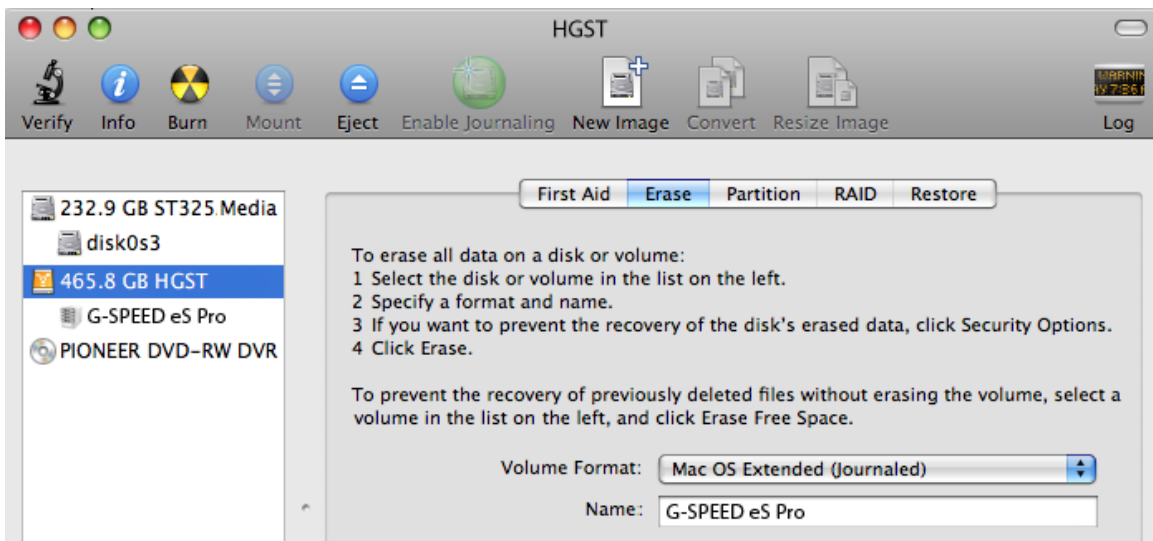 HGST
Verify Info Burn Mount Eject Enable Journaling New Image Convert Resize Image Log
232.9 GB ST325 Media
disk0s3
465.8 GB HGST
G-SPEED eS Pro
PIONEER DVD-RW DVR
First Aid Erase Partition RAID Restore
To erase all data on a disk or volume:
1 Select the disk or volume in the list on the left.
2 Specify a format and name.
3 If you want to prevent the recovery of the disk's erased data, click Security Options.
4 Click Erase.
To prevent the recovery of previously deleted files without erasing the volume, select a
volume in the list on the left, and click Erase Free Space.
Volume Format: Mac OS Extended (Journaled)
Name: G-SPEED eS Pro